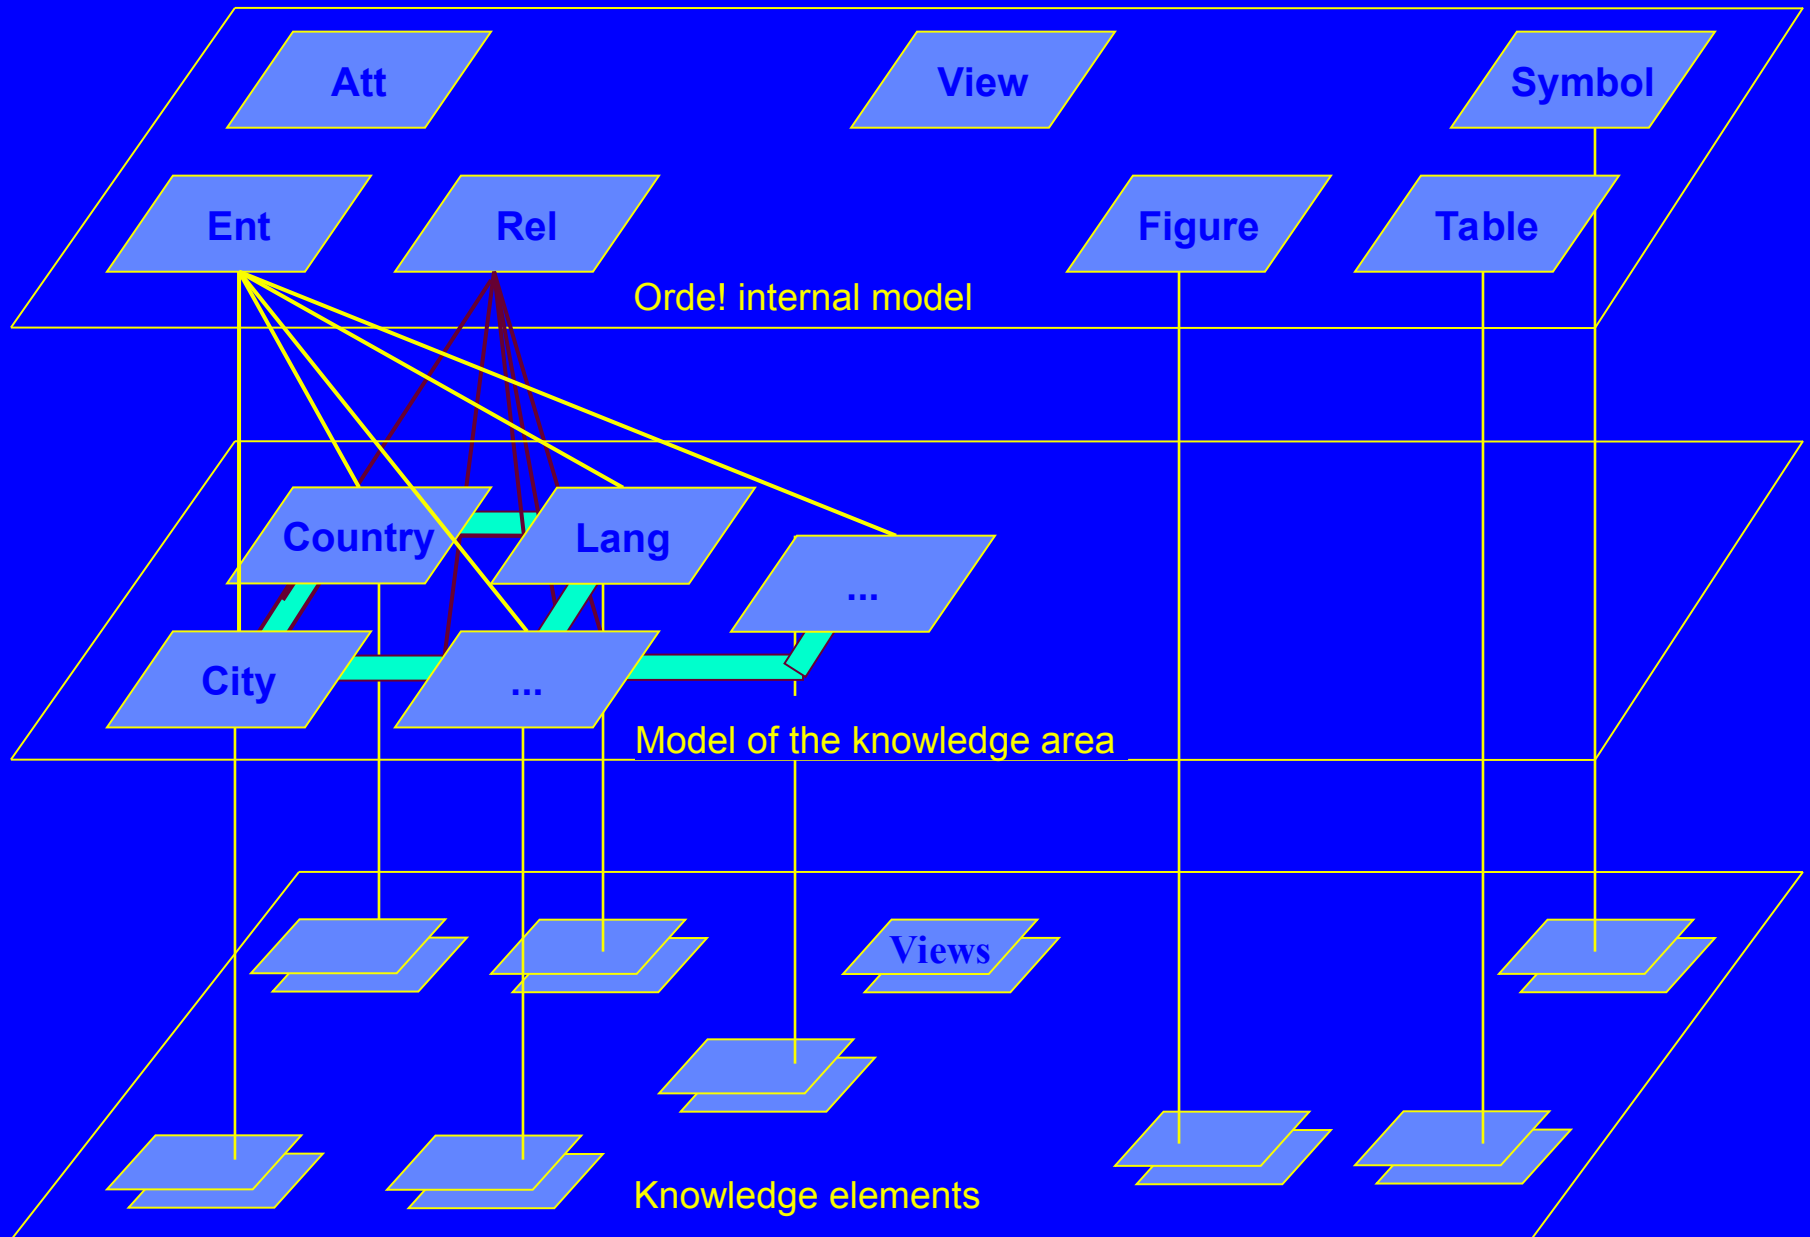 Att
View
Symbol
Ent
Rel
Figure
Table
Orde! internal model
Country
Lang
...
City
...
Model of the knowledge area
Views
Knowledge elements